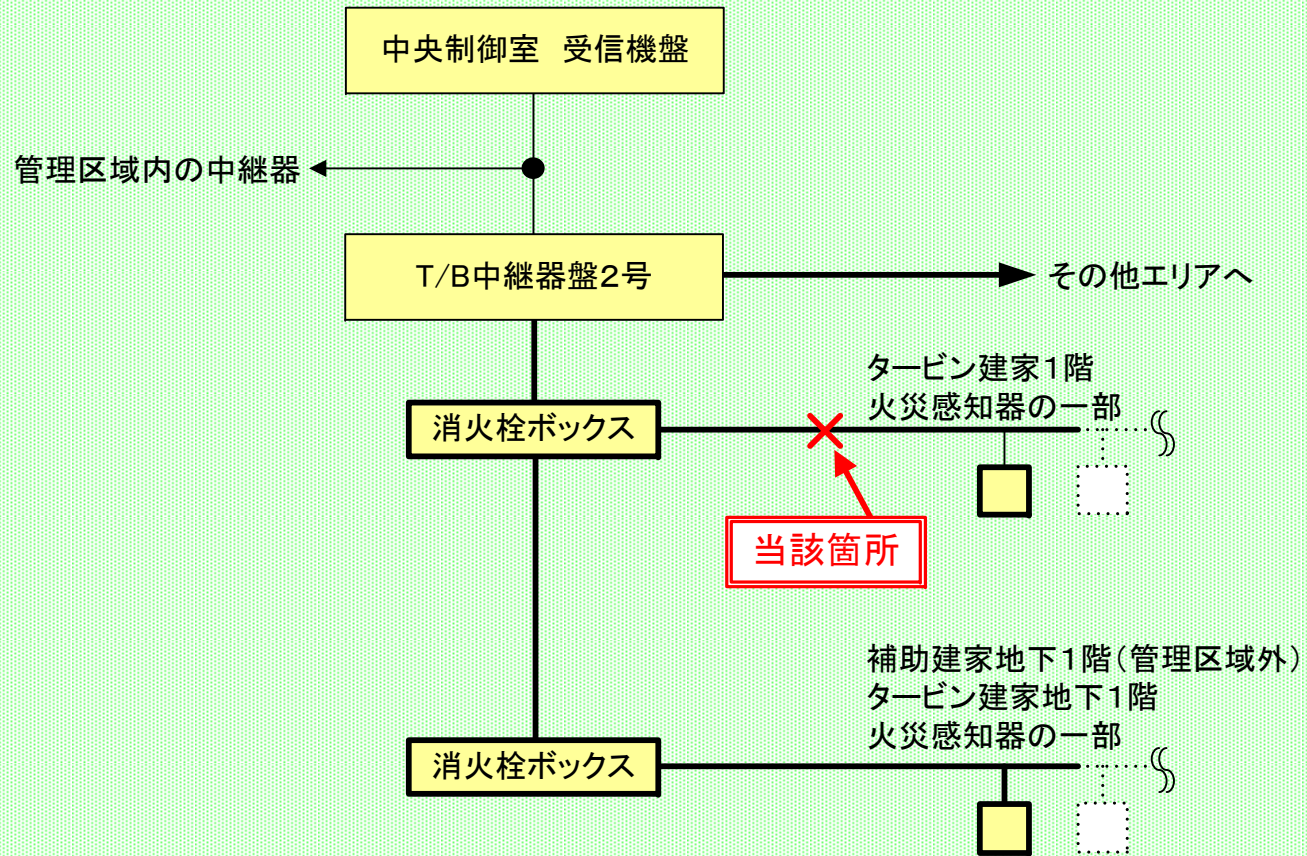 中央制御室　受信機盤
管理区域内の中継器
T/B中継器盤２号
その他エリアへ
タービン建家１階
火災感知器の一部
消火栓ボックス
当該箇所
補助建家地下１階(管理区域外)
タービン建家地下１階
火災感知器の一部
消火栓ボックス